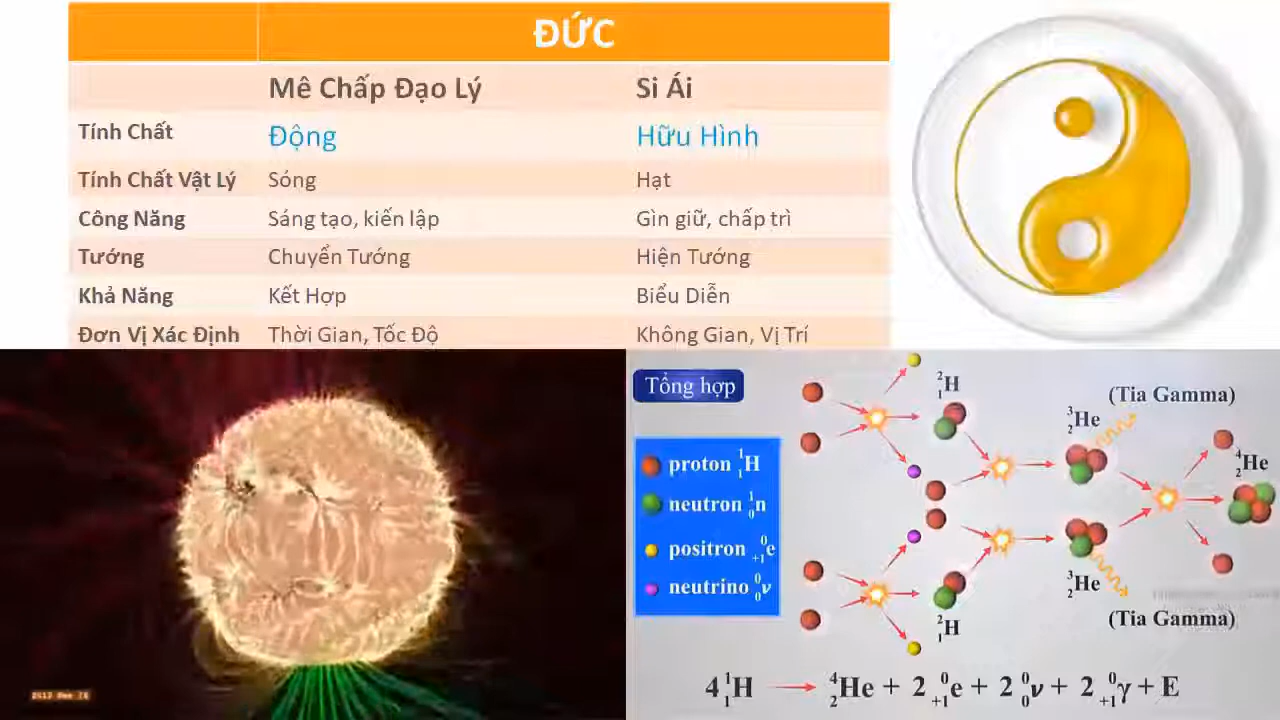 ĐỨC
Mê Chấp Đạo Lý Si Ái
Tính Chất Động Hữu Hình
Tính Chất Vật Lý Sóng Hạt
Công Năng Sáng tạo, kiến lập Gìn giữ, chấp trì
Tướng Chuyển Tướng Hiện Tướng
Khả Năng Kết Hợp Biểu Diễn
Đơn Vị Xác Định Thời Gian, Tốc Độ Không Gian, Vị Trí
Tổng hợp
proton ¹₁H
neutron ¹₀n
positron ⁰₊₁e
neutrino ⁰₀ν
²₁H
³₂He
(Tia Gamma)
⁴₂He
³₂He
²₁H
(Tia Gamma)
4 ¹₁H → ⁴₂He + 2 ⁰₊₁e + 2 ⁰₀ν + 2 ⁰₊₁γ + E